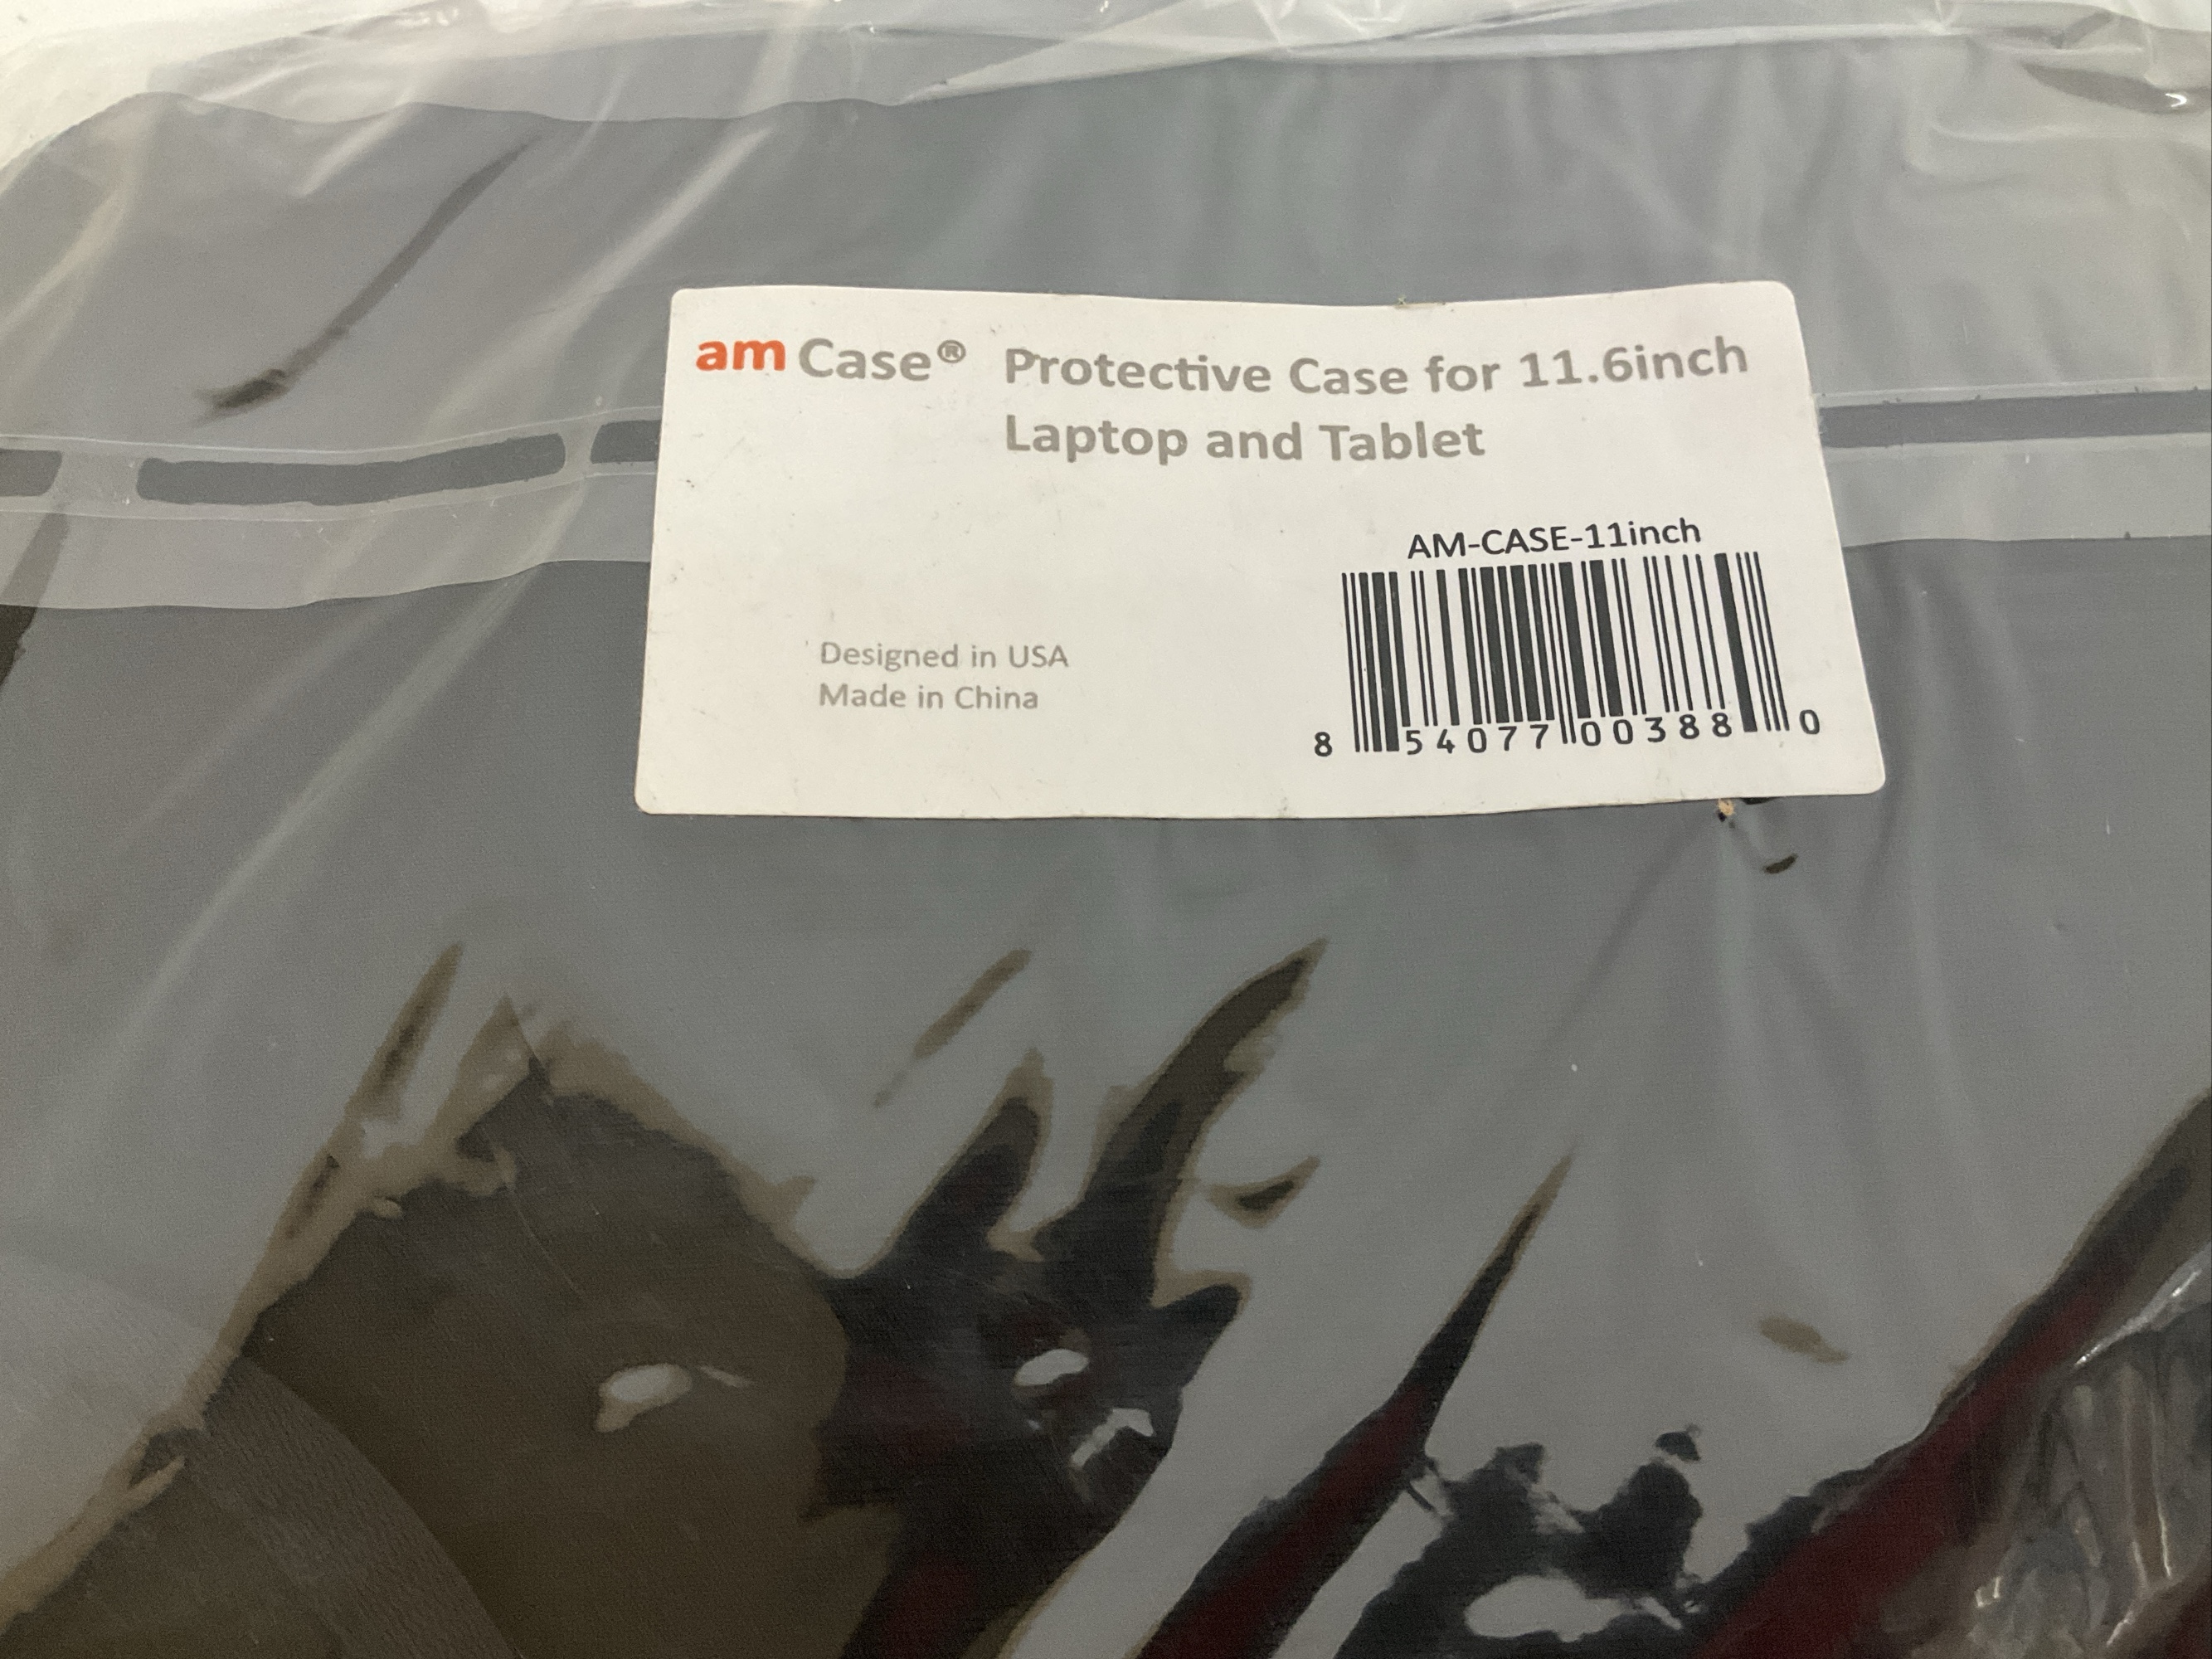 am Case® Protective Case for 11.6inch
Laptop and Tablet
AM-CASE-11inch
Designed in USA
Made in China
8 54077 00388 0